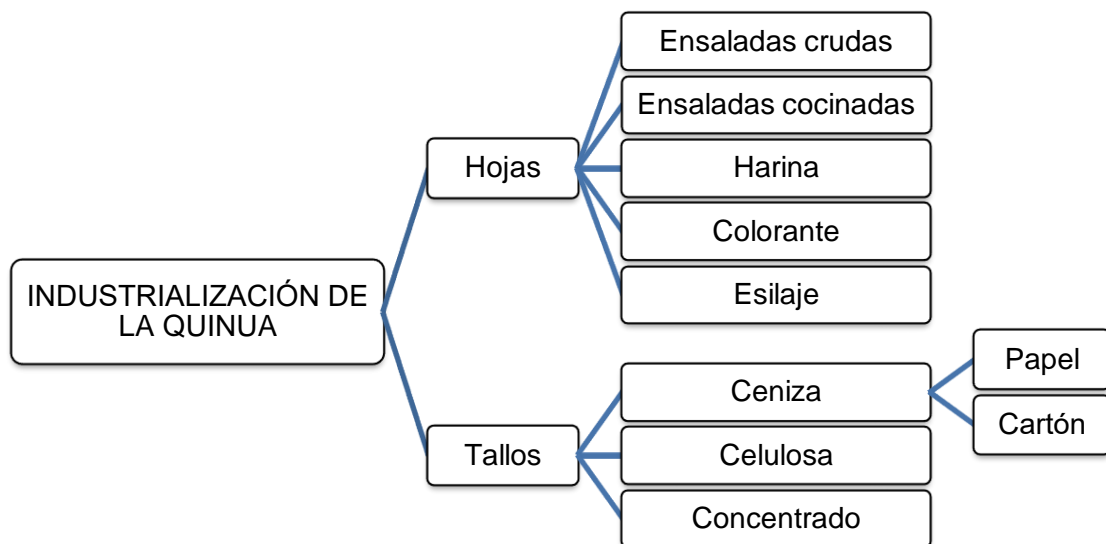 INDUSTRIALIZACIÓN DE
LA QUINUA
Hojas
Ensaladas crudas
Ensaladas cocinadas
Harina
Colorante
Esilaje
Tallos
Ceniza
Papel
Cartón
Celulosa
Concentrado